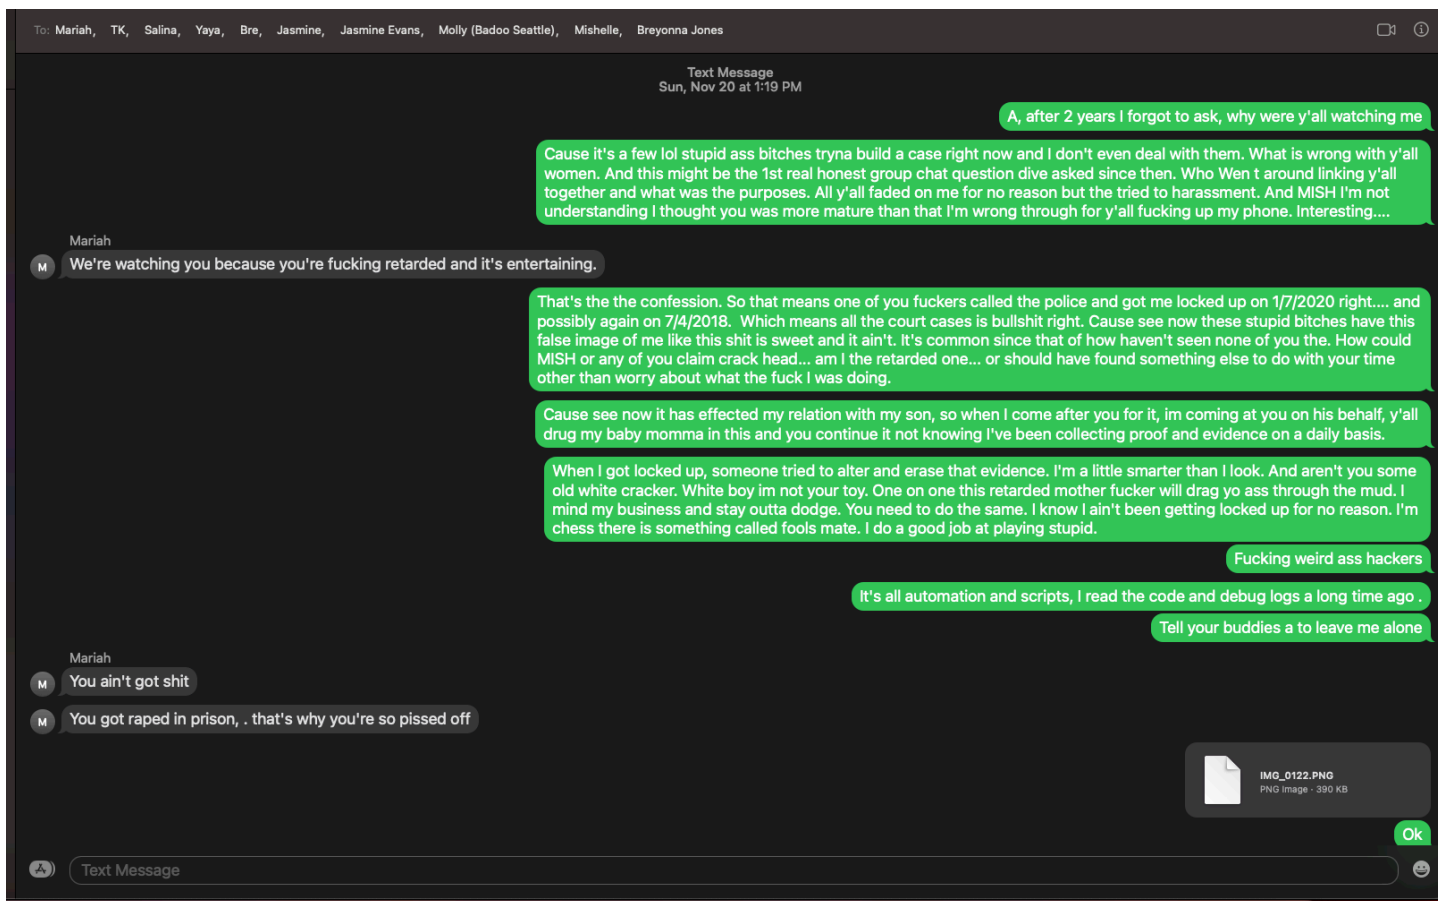 To: Mariah, TK, Salina, Yaya, Bre, Jasmine, Jasmine Evans, Molly (Badoo Seattle), Mishelle, Breyonna Jones
Text Message
Sun, Nov 20 at 1:19 PM
A, after 2 years I forgot to ask, why were y'all watching me
Cause it's a few lol stupid ass bitches tryna build a case right now and I don't even deal with them. What is wrong with y'all
women. And this might be the 1st real honest group chat question dive asked since then. Who Wen t around linking y'all
together and what was the purposes. All y'all faded on me for no reason but the tried to harassment. And MISH I'm not
understanding I thought you was more mature than that I'm wrong through for y'all fucking up my phone. Interesting....
Mariah
M
We're watching you because you're fucking retarded and it's entertaining.
That's the the confession. So that means one of you fuckers called the police and got me locked up on 1/7/2020 right.... and
possibly again on 7/4/2018. Which means all the court cases is bullshit right. Cause see now these stupid bitches have this
false image of me like this shit is sweet and it ain't. It's common since that of how haven't seen none of you the. How could
MISH or any of you claim crack head... am I the retarded one... or should have found something else to do with your time
other than worry about what the fuck I was doing.
Cause see now it has effected my relation with my son, so when I come after you for it, im coming at you on his behalf, y'all
drug my baby momma in this and you continue it not knowing I've been collecting proof and evidence on a daily basis.
When I got locked up, someone tried to alter and erase that evidence. I'm a little smarter than I look. And aren't you some
old white cracker. White boy im not your toy. One on one this retarded mother fucker will drag yo ass through the mud. I
mind my business and stay outta dodge. You need to do the same. I know I ain't been getting locked up for no reason. I'm
chess there is something called fools mate. I do a good job at playing stupid.
Fucking weird ass hackers
It's all automation and scripts, I read the code and debug logs a long time ago .
Tell your buddies a to leave me alone
Mariah
M
You ain't got shit
M
You got raped in prison, . that's why you're so pissed off
IMG_0122.PNG
PNG Image - 390 KB
Ok
Text Message